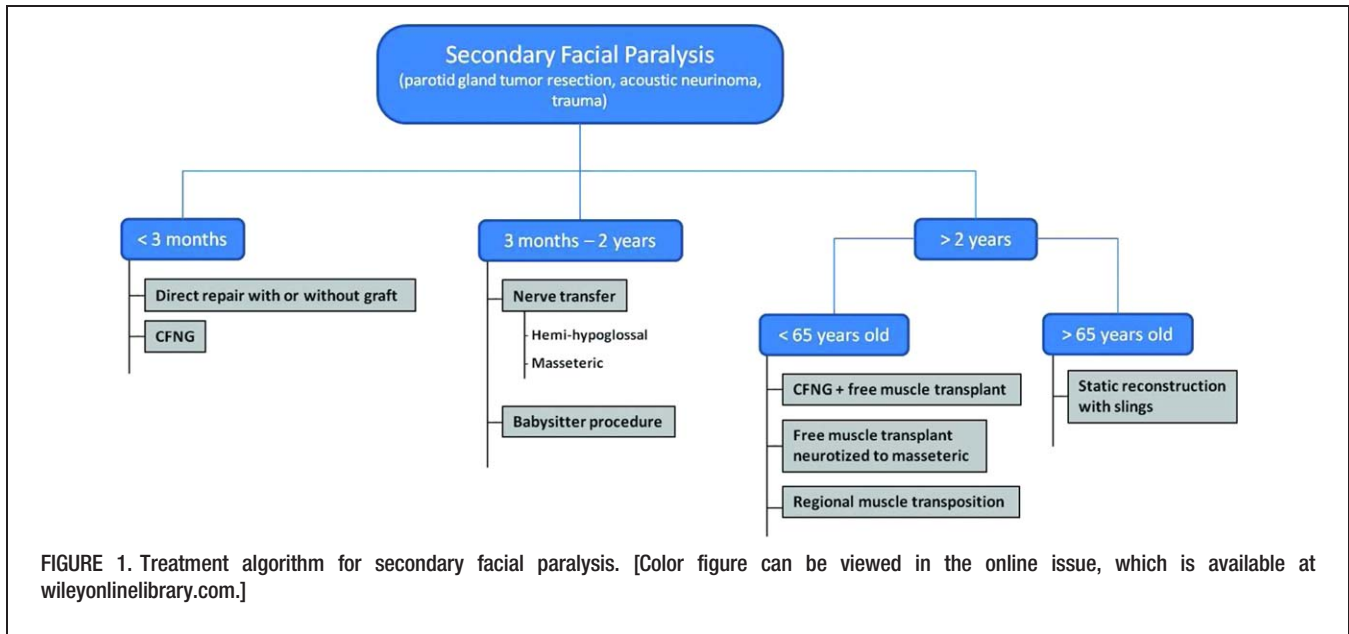 Secondary Facial Paralysis
(parotid gland tumor resection, acoustic neurinoma,
trauma)
< 3 months
Direct repair with or without graft
CFNG
3 months – 2 years
Nerve transfer
Hemi-hypoglossal
Masseteric
Babysitter procedure
> 2 years
< 65 years old
CFNG + free muscle transplant
Free muscle transplant
neurotized to masseteric
Regional muscle transposition
> 65 years old
Static reconstruction
with slings
FIGURE 1. Treatment algorithm for secondary facial paralysis. [Color figure can be viewed in the online issue, which is available at
wileyonlinelibrary.com.]